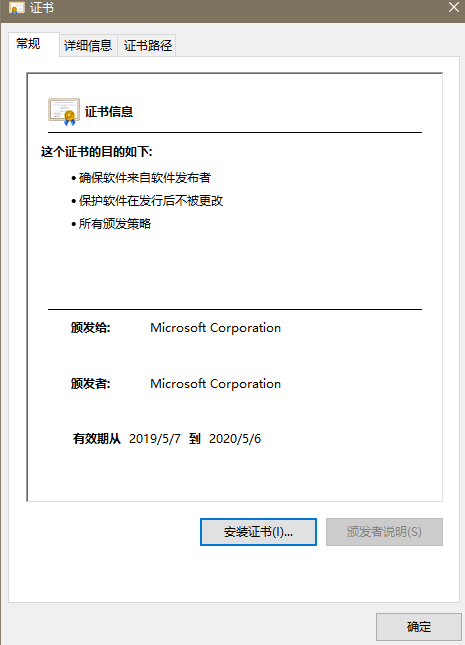 证书
常规 详细信息 证书路径
证书信息
这个证书的目的如下:
• 确保软件来自软件发布者
• 保护软件在发行后不被更改
• 所有颁发策略
颁发给: Microsoft Corporation
颁发者: Microsoft Corporation
有效期从 2019/5/7 到 2020/5/6
安装证书(I)... 颁发者说明(S)
确定